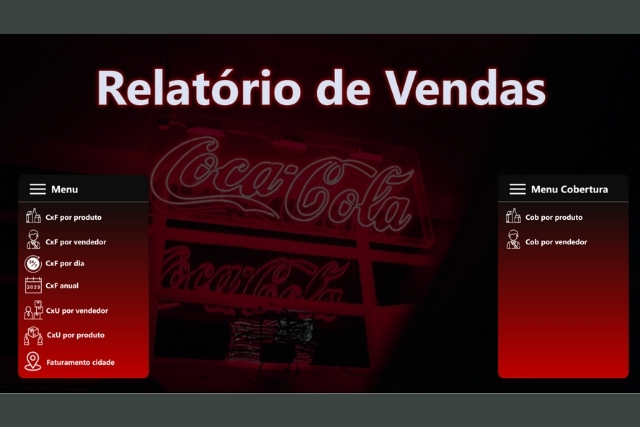 Relatório de Vendas
Coca-Cola
Coca-Cola
Menu
CxF por produto
CxF por vendedor
CxF por dia
2023
CxF anual
CxU por vendedor
CxU por produto
Faturamento cidade
Menu Cobertura
Cob por produto
Cob por vendedor